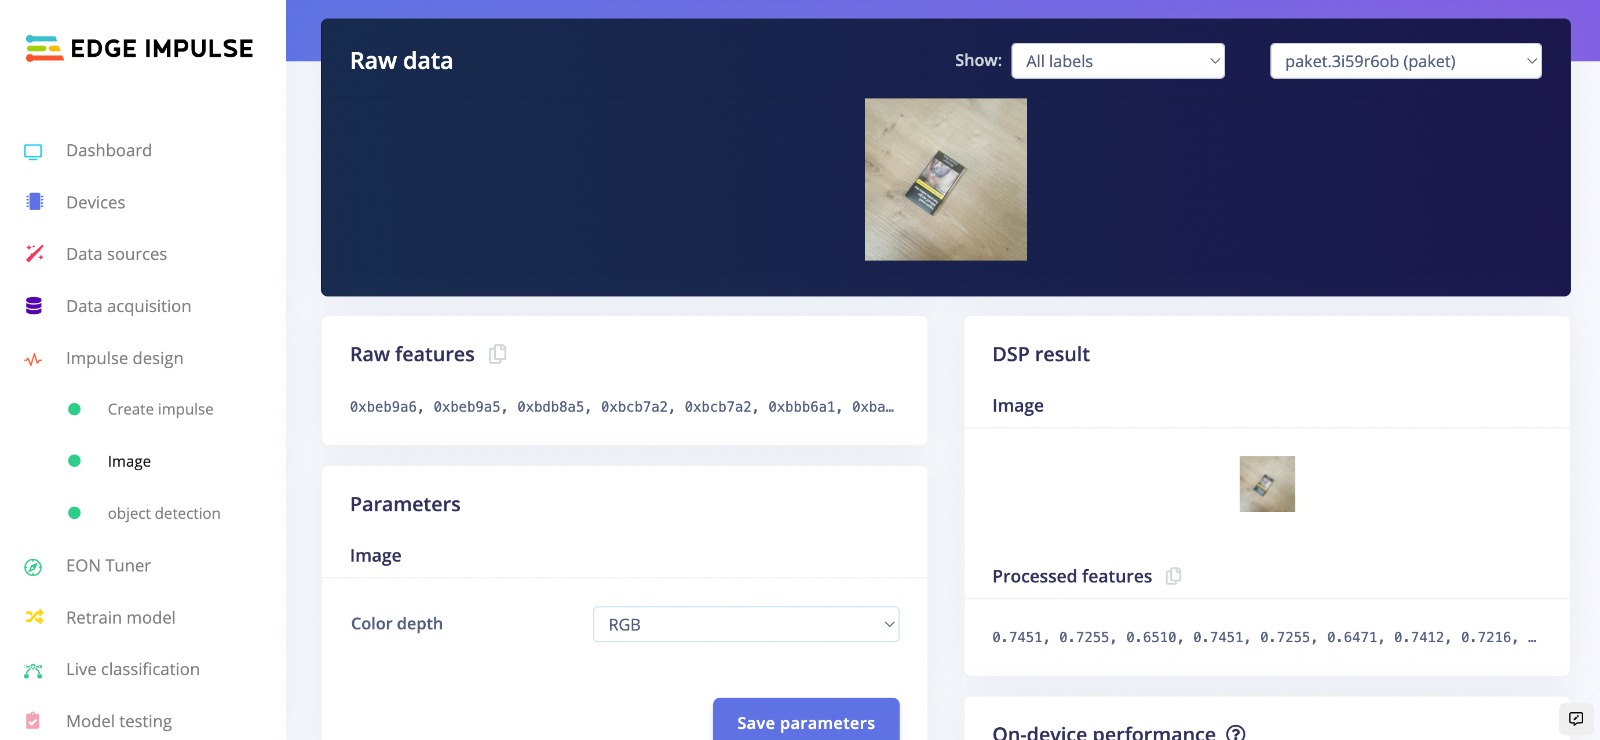 EDGE IMPULSE
Dashboard
Devices
Data sources
Data acquisition
Impulse design
Create impulse
Image
object detection
EON Tuner
Retrain model
Live classification
Model testing
Raw data
Show:
All labels
paket.3i59r6ob (paket)
Raw features
0xbeb9a6, 0xbeb9a5, 0xbdb8a5, 0xbcb7a2, 0xbcb7a2, 0xbbb6a1, 0xba…
Parameters
Image
Color depth
RGB
Save parameters
DSP result
Image
Processed features
0.7451, 0.7255, 0.6510, 0.7451, 0.7255, 0.6471, 0.7412, 0.7216, …
On-device performance